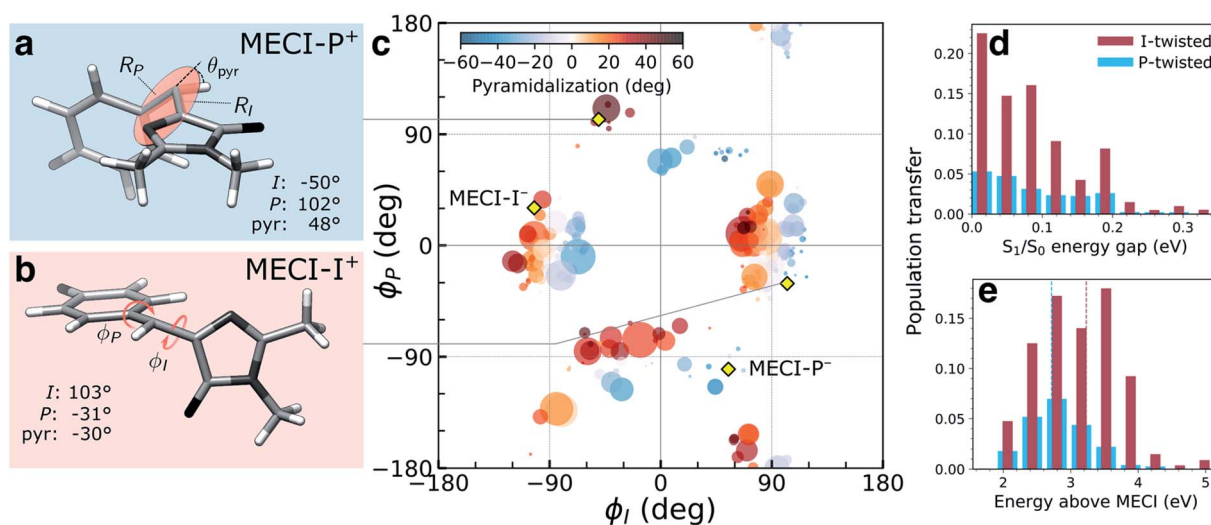 a
MECI-P⁺
R_P
θ_pyr
R_I
I: -50°
P: 102°
pyr: 48°
b
MECI-I⁺
ϕ_P
ϕ_I
I: 103°
P: -31°
pyr: -30°
c
−60 −40 −20 0 20 40 60
Pyramidalization (deg)
180
90
0
−90
−180
ϕ_P (deg)
MECI-I⁻
MECI-P⁻
−180 −90 0 90 180
ϕ_I (deg)
Population transfer
d
I-twisted
P-twisted
0.20
0.15
0.10
0.05
0.00
0.0 0.1 0.2 0.3
S₁/S₀ energy gap (eV)
e
0.15
0.10
0.05
0.00
2 3 4 5
Energy above MECI (eV)